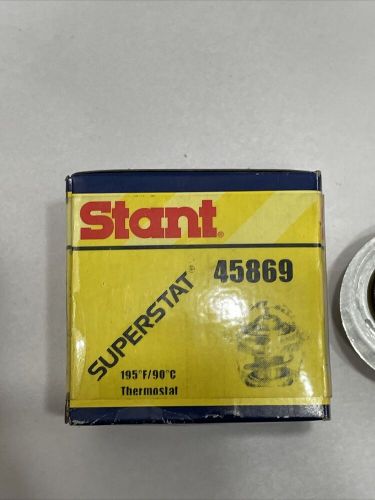 Stant®
SUPERSTAT®
45869
195°F/90°C
Thermostat